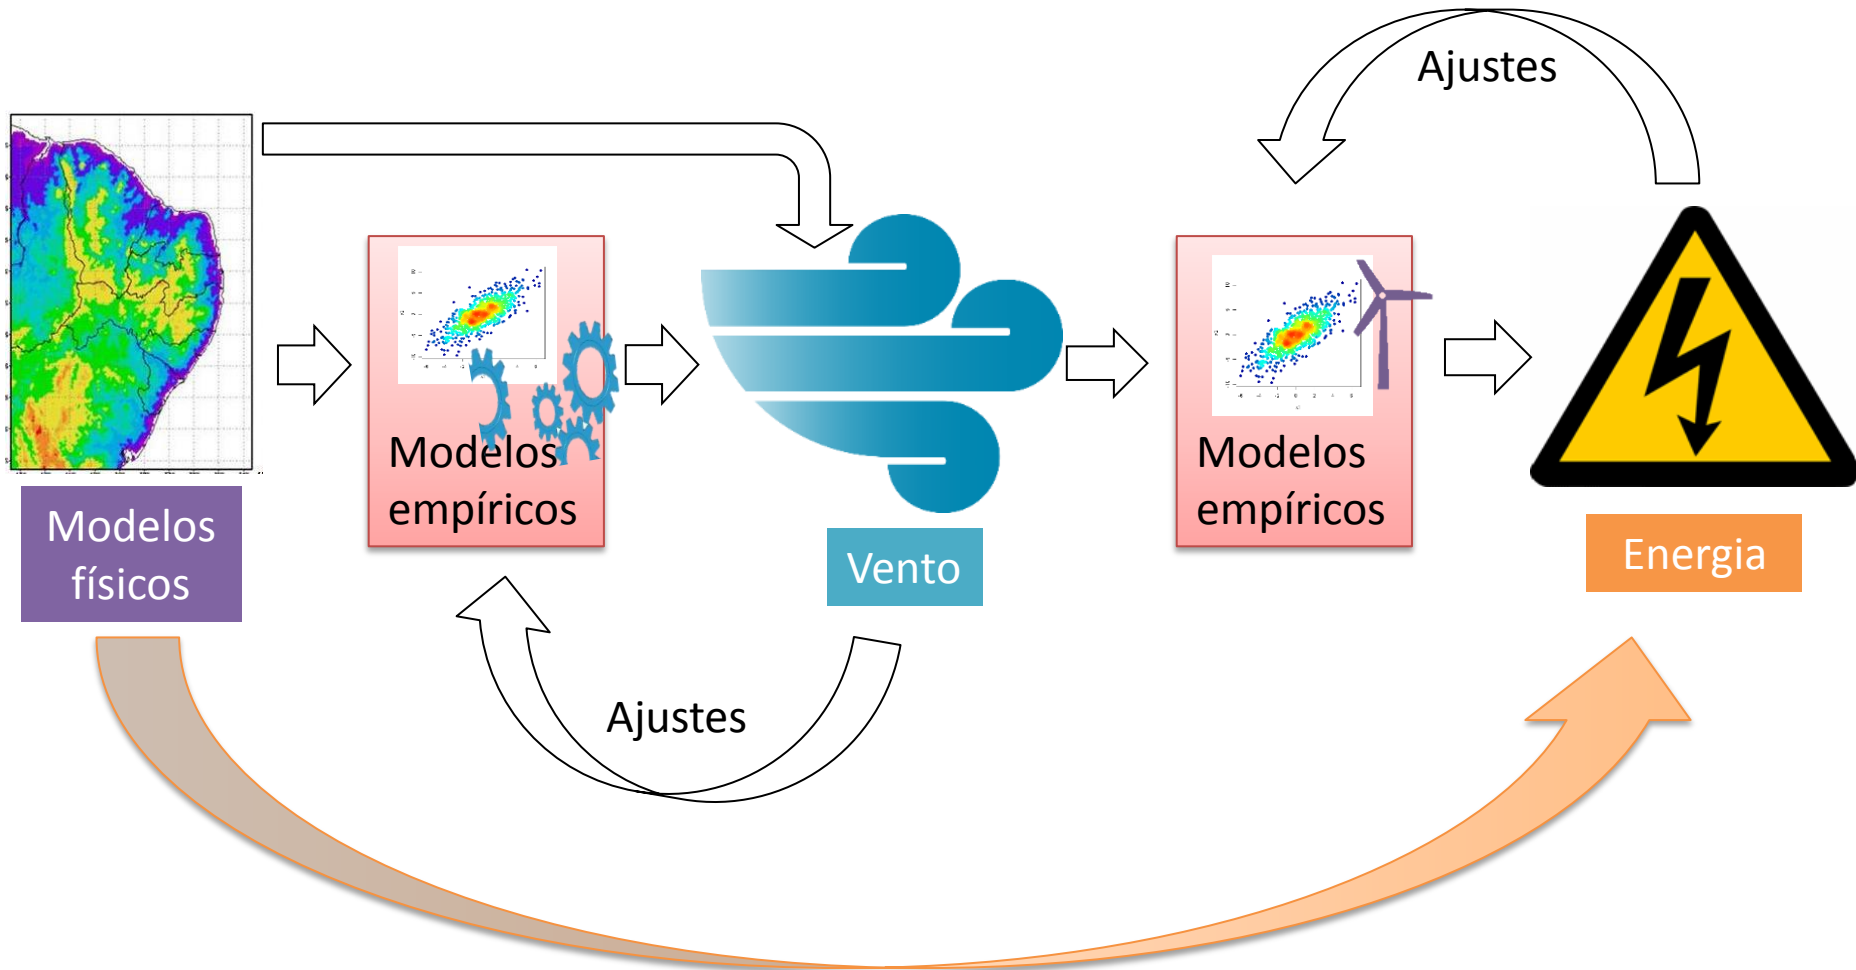 Ajustes
Modelos
empíricos
Modelos
empíricos
Modelos
físicos
Vento
Energia
Ajustes